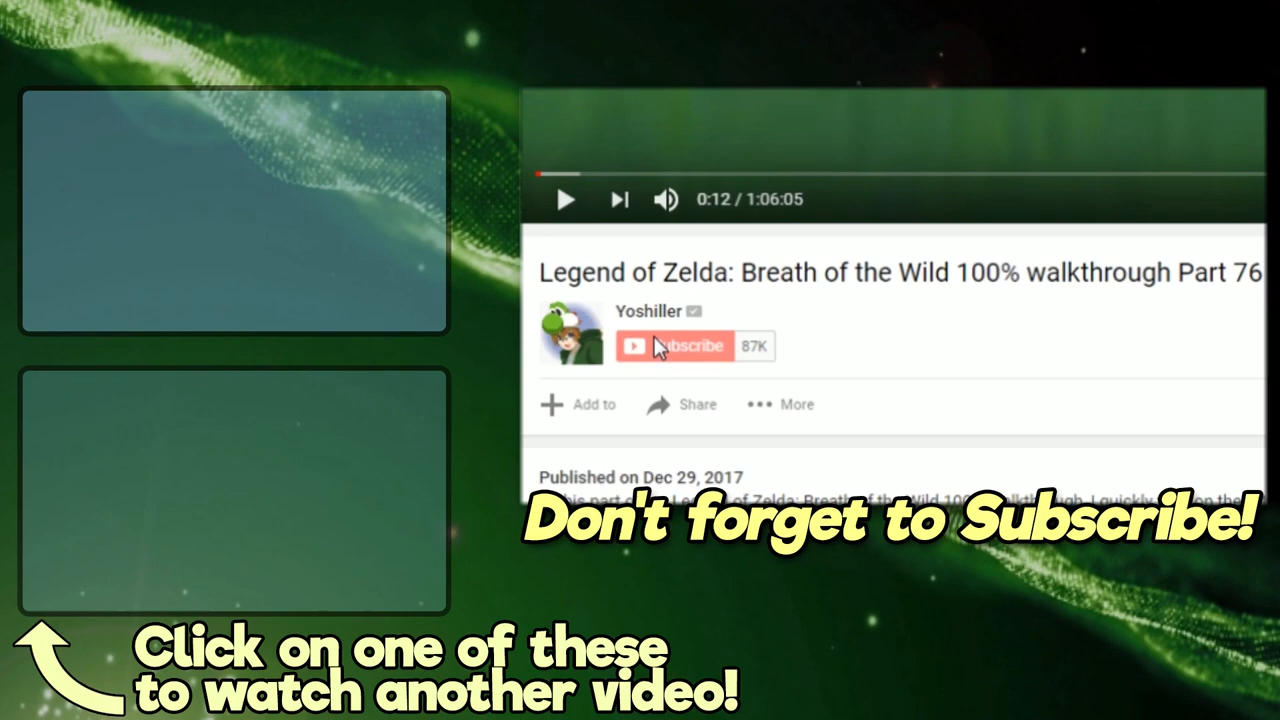 0:12 / 1:06:05
Legend of Zelda: Breath of the Wild 100% walkthrough Part 76
Yoshiller
Subscribe 87K
Add to Share More
Published on Dec 29, 2017
Don't forget to Subscribe!
Click on one of these
to watch another video!